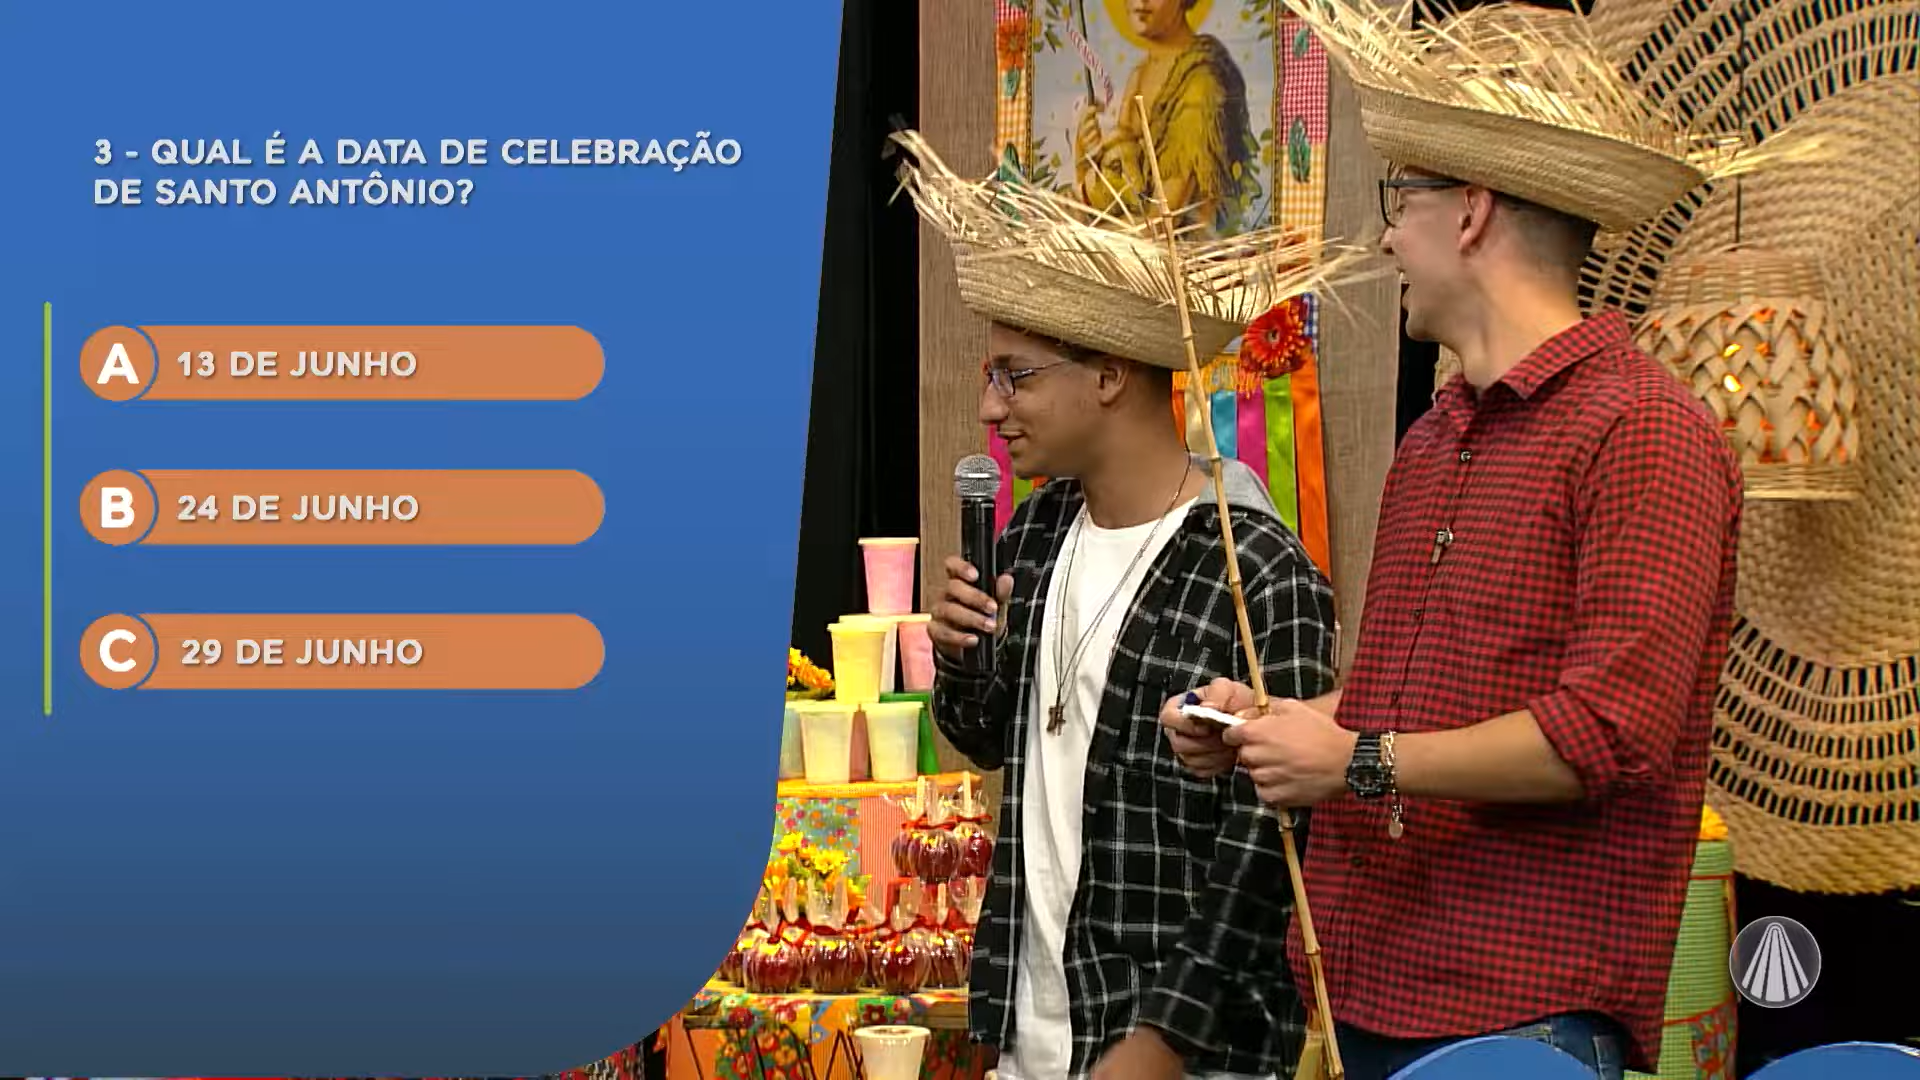 3 - QUAL É A DATA DE CELEBRAÇÃO
DE SANTO ANTÔNIO?
A 13 DE JUNHO
B 24 DE JUNHO
C 29 DE JUNHO